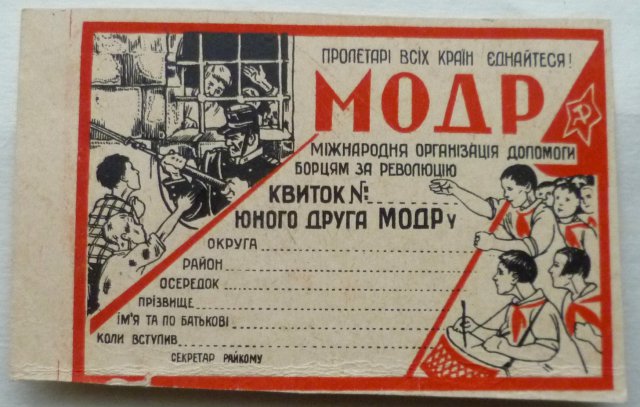 ПРОЛЕТАРІ ВСІХ КРАЇН ЄДНАЙТЕСЯ!
МОДР
МІЖНАРОДНЯ ОРГАНІЗАЦІЯ ДОПОМОГИ
БОРЦЯМ ЗА РЕВОЛЮЦІЮ
КВИТОК №
ЮНОГО ДРУГА МОДРу
ОКРУГА
РАЙОН
ОСЕРЕДОК
ПРІЗВИЩЕ
ІМ'Я ТА ПО БАТЬКОВІ
КОЛИ ВСТУПИВ
СЕКРЕТАР РАЙКОМУ